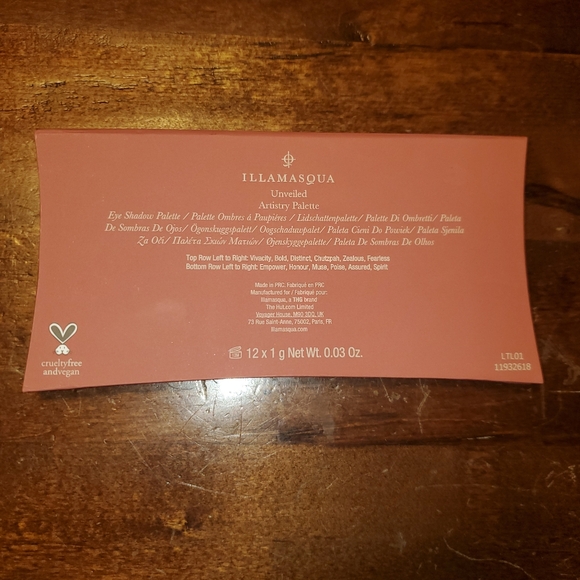 ILLAMASQUA
Unveiled
Artistry Palette
Eye Shadow Palette / Palette Ombres à Paupières / Lidschattenpalette/ Palette Di Ombretti/ Paleta
De Sombras De Ojos/ Ögonskuggspalett/ Oogschaduwpalet/ Paleta Cieni Do Powiek/ Paleta Sjenila
Za Oči/ Παλέτα Σκιών Ματιών/ Øjenskyggepalette/ Paleta De Sombras De Olhos
Top Row Left to Right: Vivacity, Bold, Distinct, Chutzpah, Zealous, Fearless
Bottom Row Left to Right: Empower, Honour, Muse, Poise, Assured, Spirit
Made in PRC/ Fabriqué en PRC
Manufactured for / Fabriqué pour:
Illamasqua, a THG brand
The Hut.com Limited
Voyager House, M90 5DG, UK
73 Rue Saint-Anne, 75002, Paris, FR
illamasqua.com
12 x 1 g Net Wt. 0.03 Oz.
crueltyfree
andvegan
LTL01
11932618